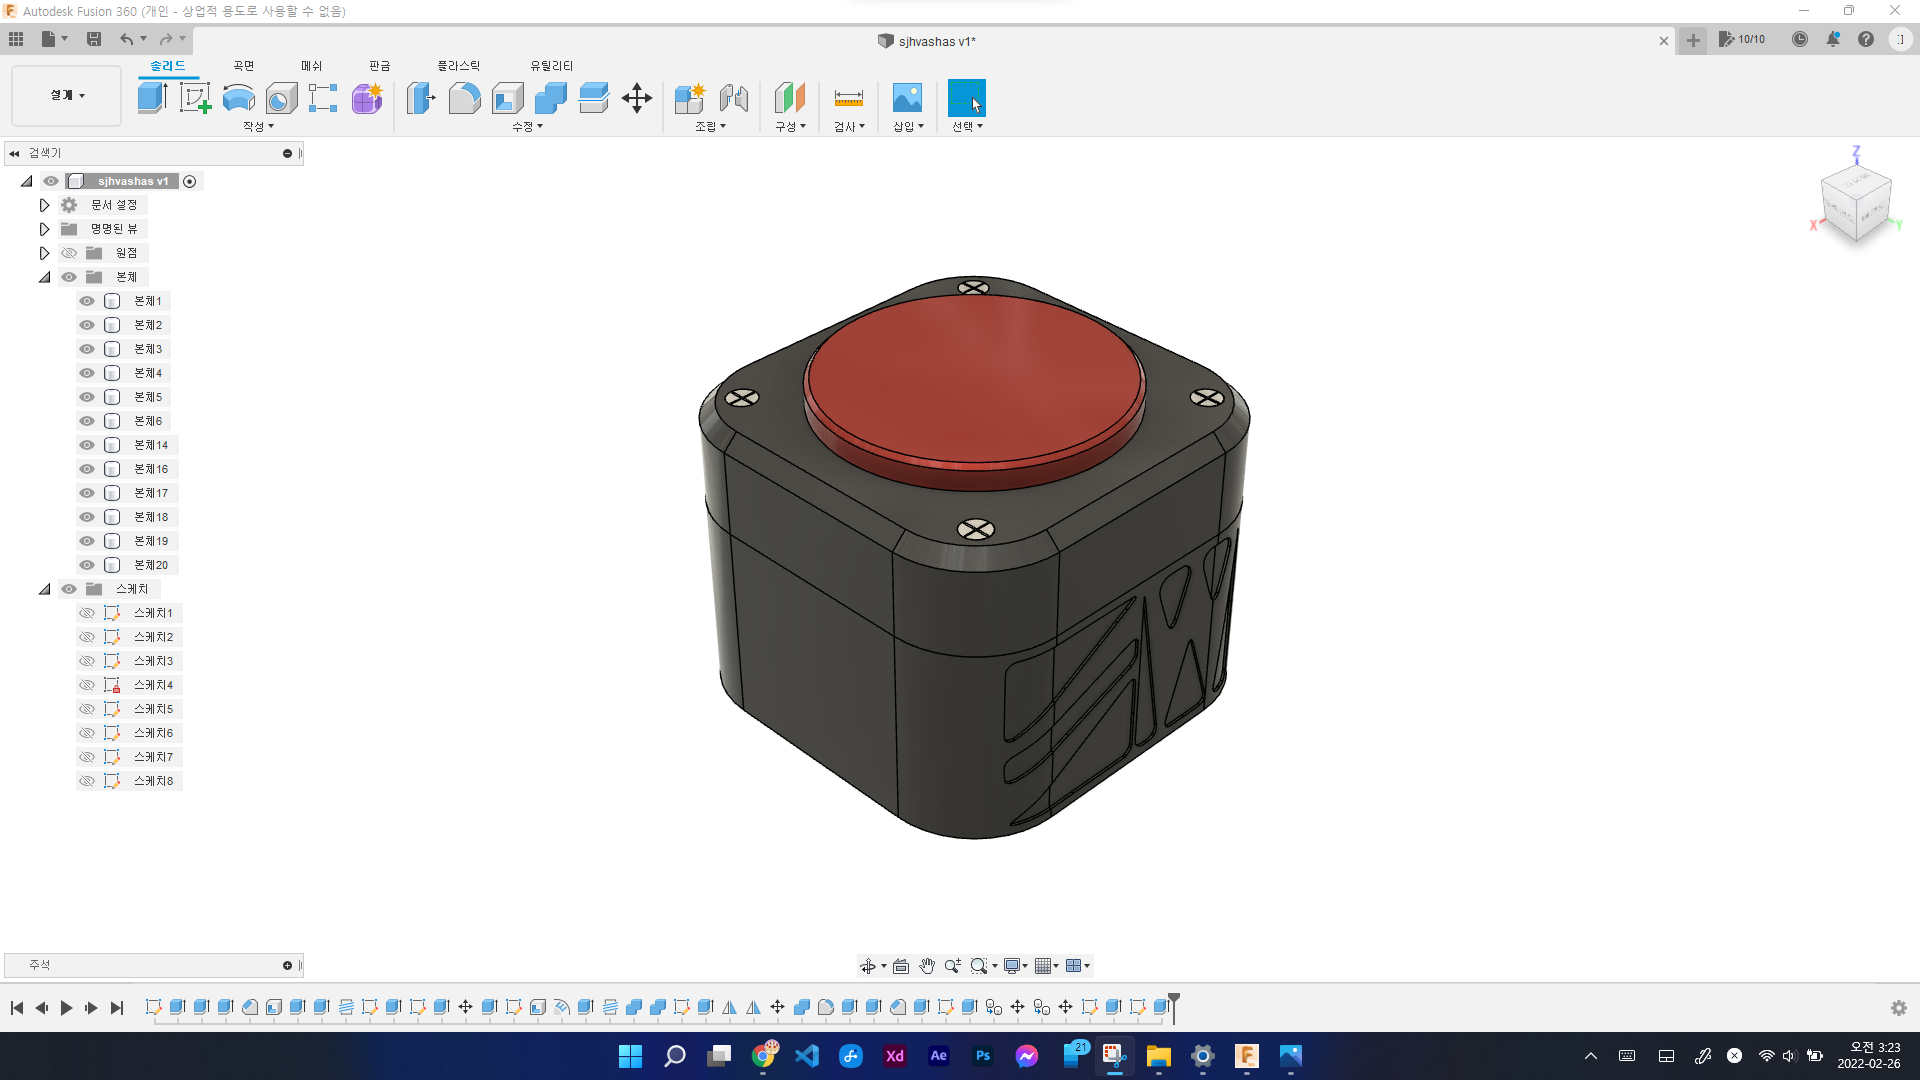 Autodesk Fusion 360 (개인 - 상업적 용도로 사용할 수 없음)
sjhvashas v1*
10/10
솔리드 곡면 메쉬 판금 플라스틱 유틸리티
설계
작성 수정 조립 구성 검사 삽입 선택
검색기
sjhvashas v1
문서 설정
명명된 뷰
원점
본체
본체1
본체2
본체3
본체4
본체5
본체6
본체14
본체16
본체17
본체18
본체19
본체20
스케치
스케치1
스케치2
스케치3
스케치4
스케치5
스케치6
스케치7
스케치8
Z
X
Y
주석
Xd
Ae
Ps
21
오전 3:23
2022-02-26